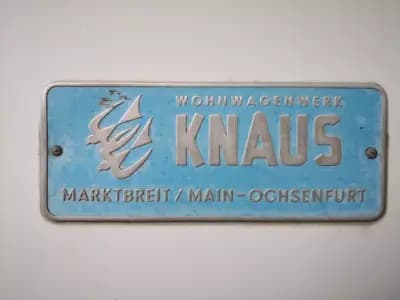 WOHNWAGENWERK
KNAUS
MARKTBREIT/MAIN-OCHSENFURT